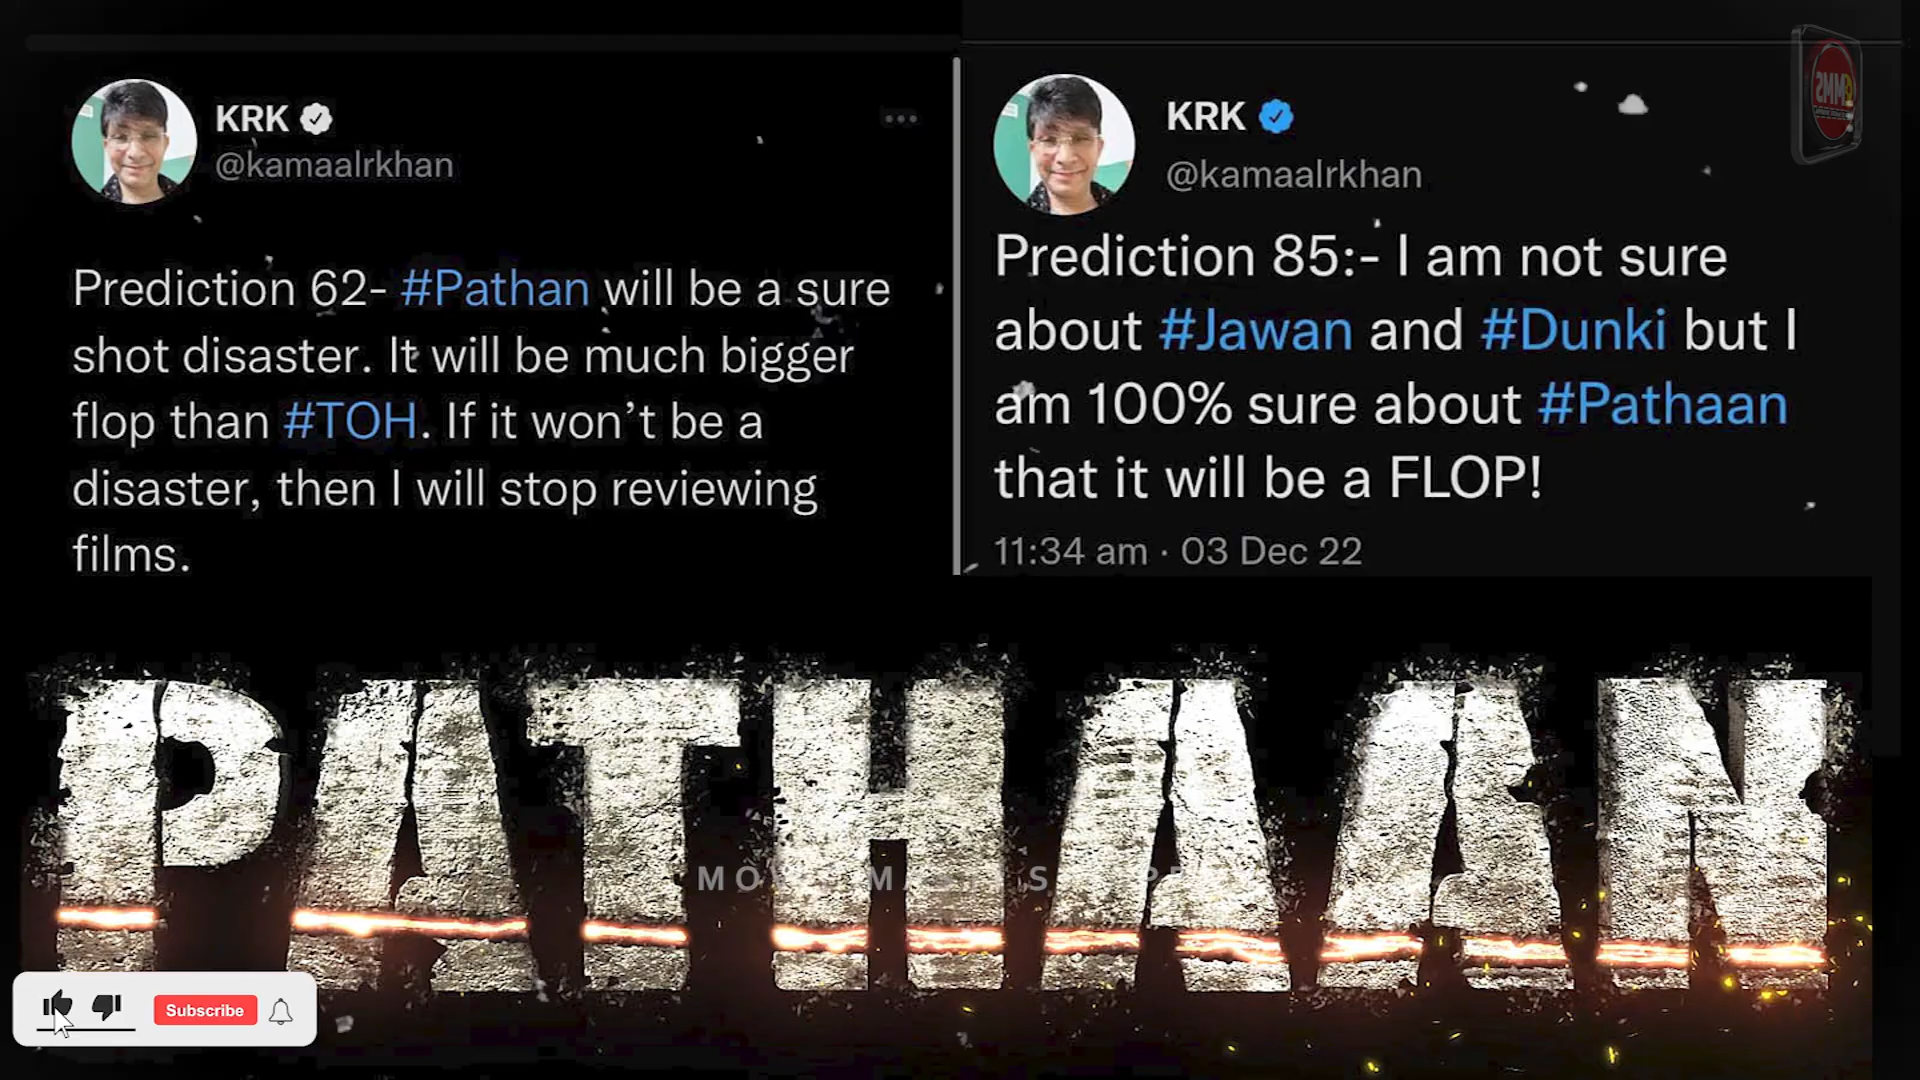 KRK
@kamaalrkhan
Prediction 62- #Pathan will be a sure
shot disaster. It will be much bigger
flop than #TOH. If it won’t be a
disaster, then I will stop reviewing
films.
KRK
@kamaalrkhan
Prediction 85:- I am not sure
about #Jawan and #Dunki but I
am 100% sure about #Pathaan
that it will be a FLOP!
11:34 am · 03 Dec 22
PATHAAN
Subscribe